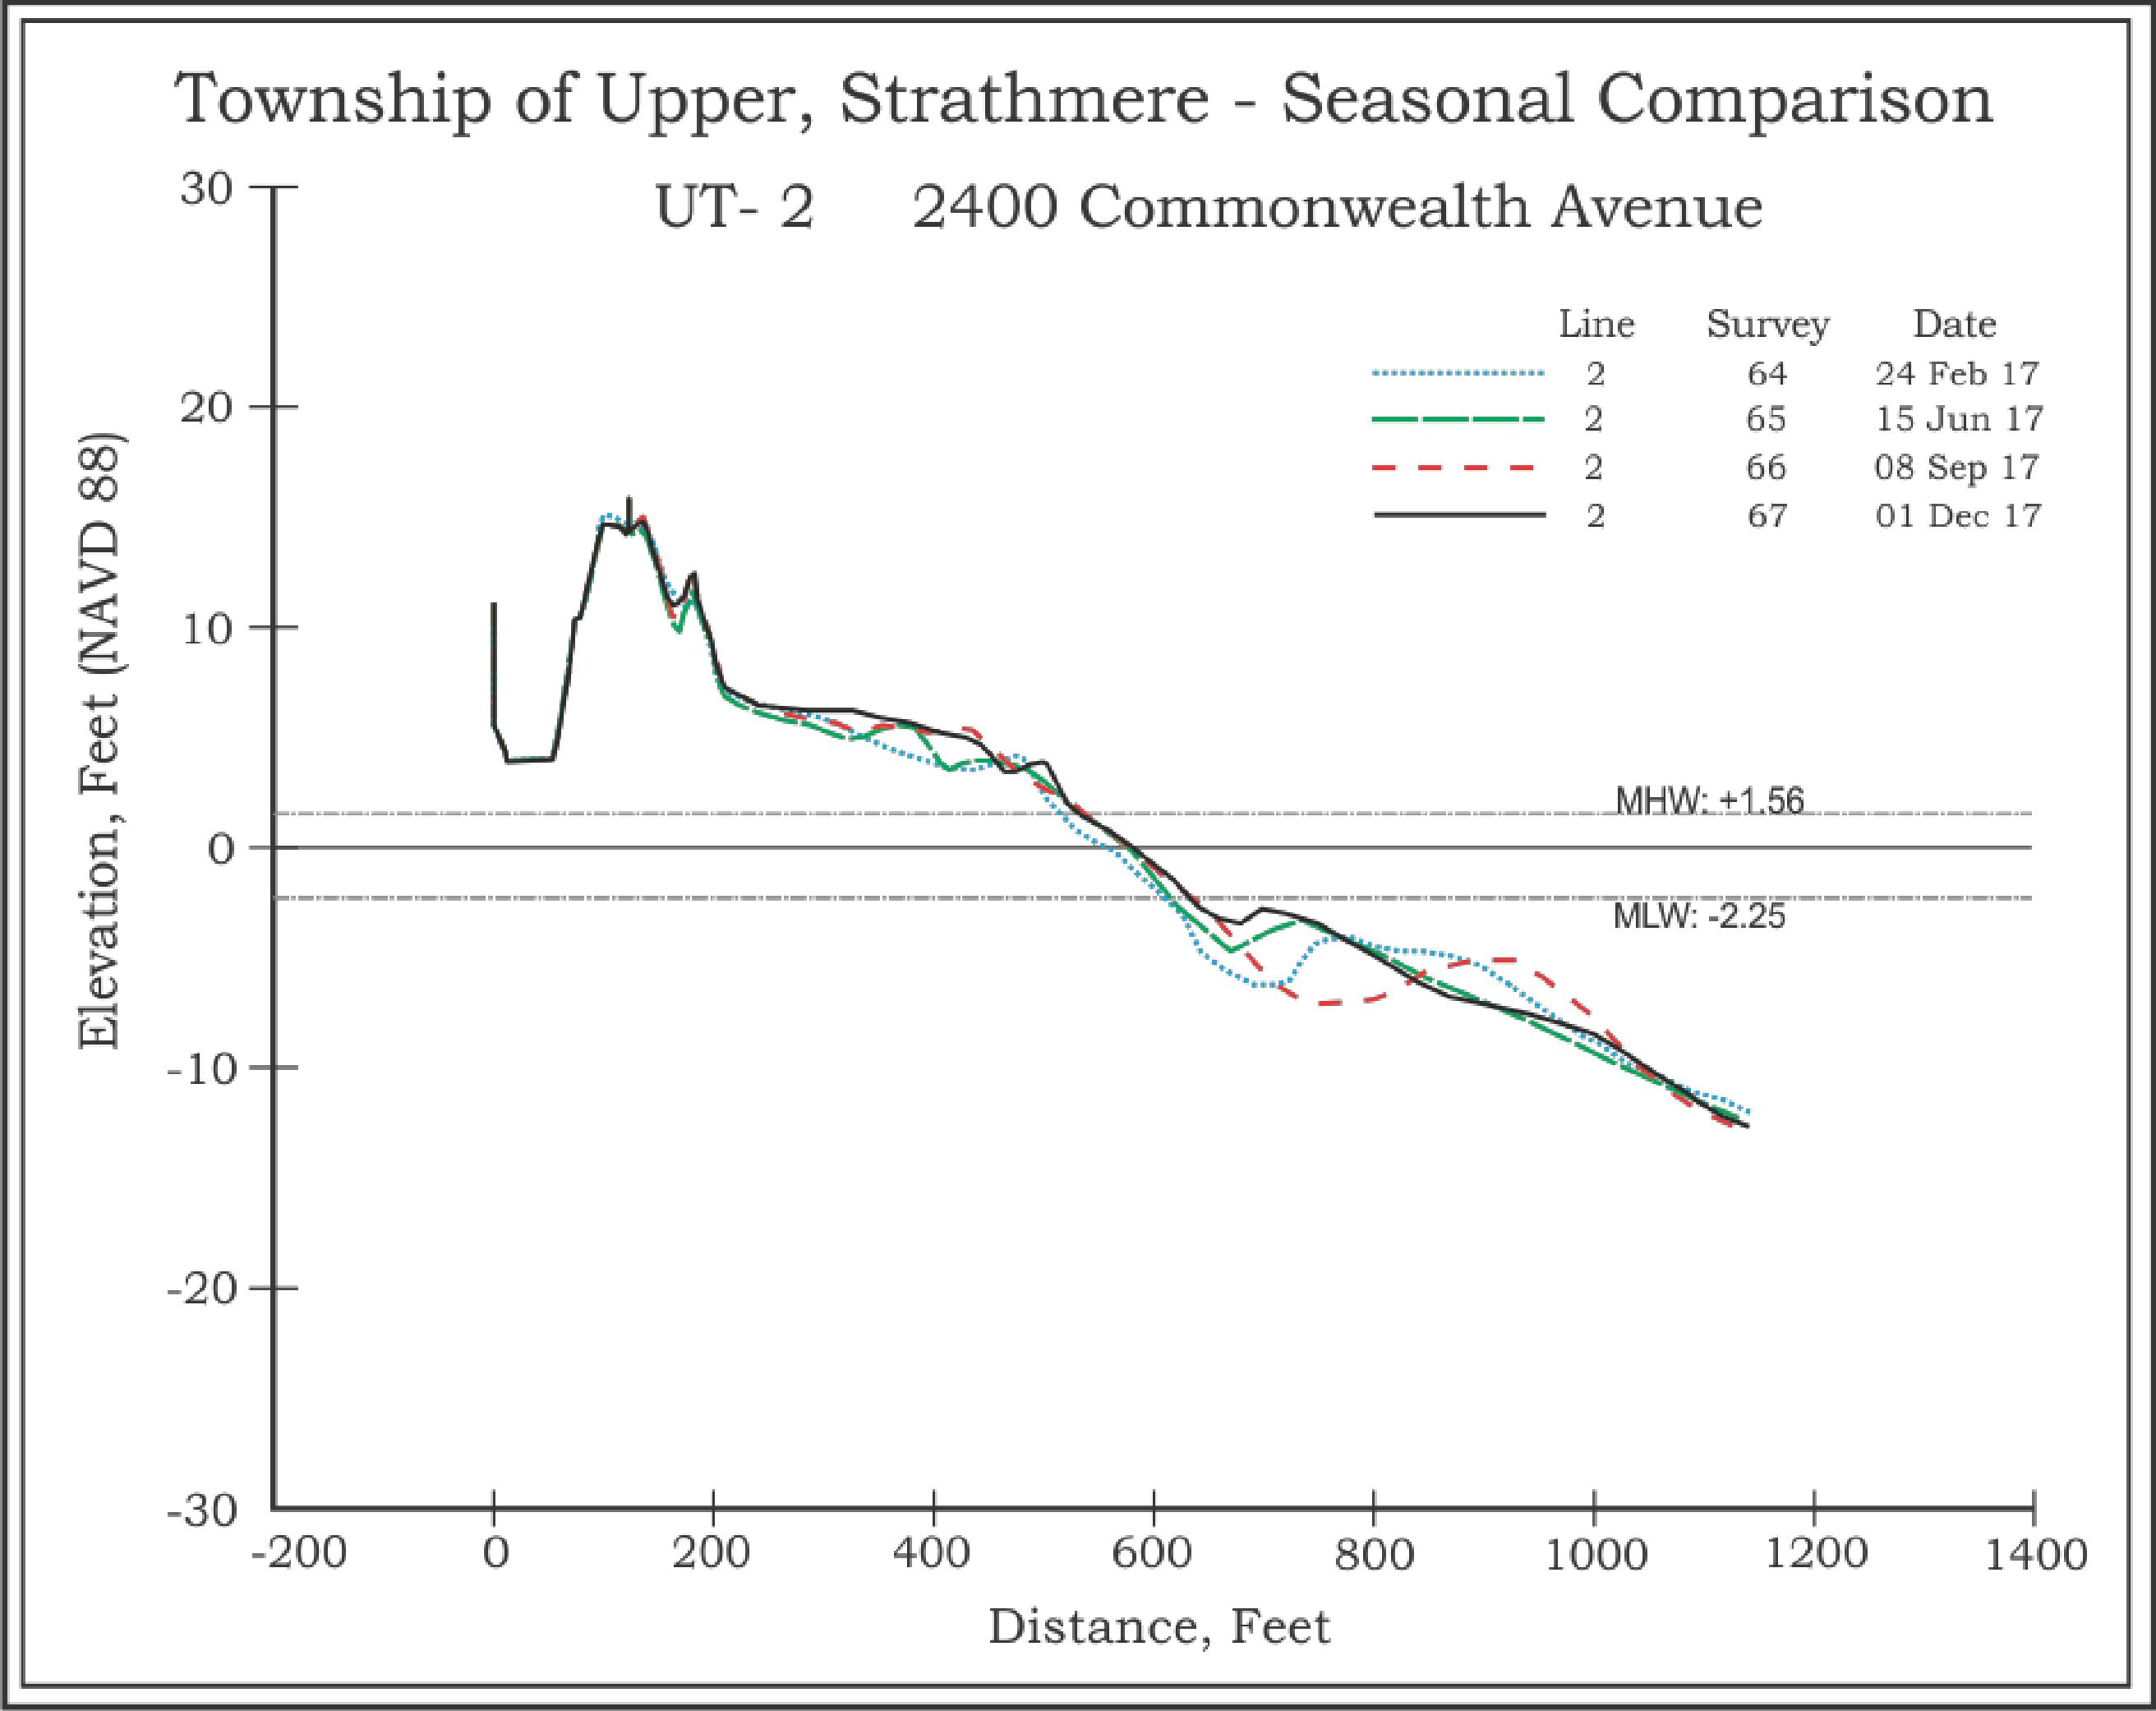 Township of Upper, Strathmere - Seasonal Comparison
UT- 2 2400 Commonwealth Avenue
Line Survey Date
2 64 24 Feb 17
2 65 15 Jun 17
2 66 08 Sep 17
2 67 01 Dec 17
Elevation, Feet (NAVD 88)
30
20
10
0
-10
-20
-30
MHW: +1.56
MLW: -2.25
-200 0 200 400 600 800 1000 1200 1400
Distance, Feet